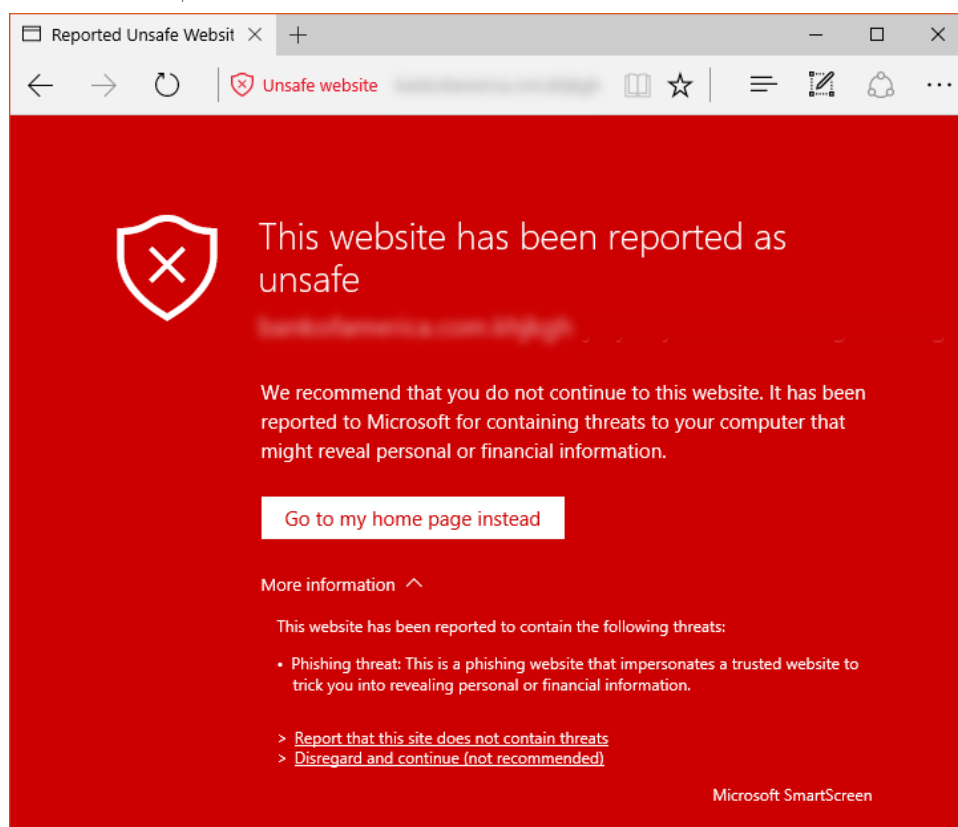 Reported Unsafe Websit
Unsafe website
This website has been reported as
unsafe
We recommend that you do not continue to this website. It has been
reported to Microsoft for containing threats to your computer that
might reveal personal or financial information.
Go to my home page instead
More information
This website has been reported to contain the following threats:
• Phishing threat: This is a phishing website that impersonates a trusted website to
trick you into revealing personal or financial information.
> Report that this site does not contain threats
> Disregard and continue (not recommended)
Microsoft SmartScreen